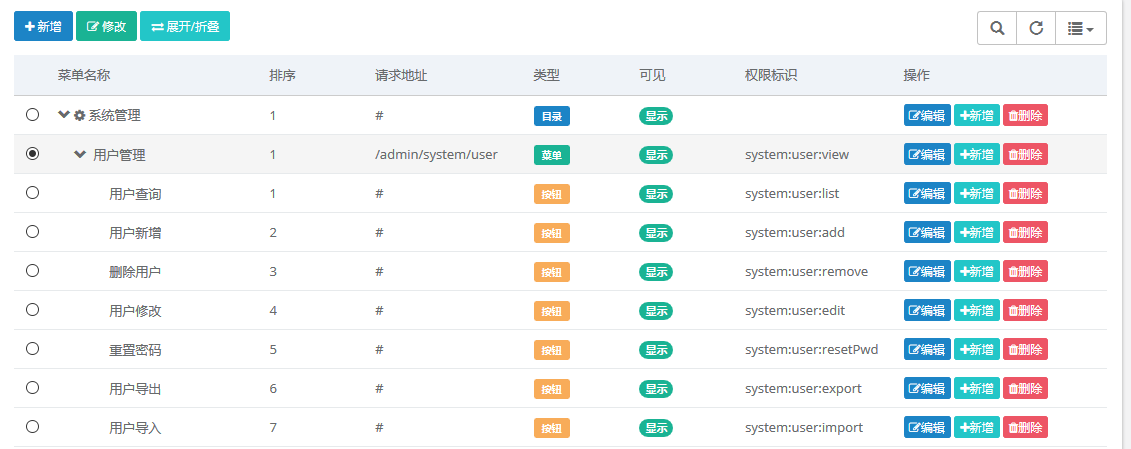 新增 修改 展开/折叠
菜单名称 排序 请求地址 类型 可见 权限标识 操作
系统管理 1 # 目录 显示 编辑 新增 删除
用户管理 1 /admin/system/user 菜单 显示 system:user:view 编辑 新增 删除
用户查询 1 # 按钮 显示 system:user:list 编辑 新增 删除
用户新增 2 # 按钮 显示 system:user:add 编辑 新增 删除
删除用户 3 # 按钮 显示 system:user:remove 编辑 新增 删除
用户修改 4 # 按钮 显示 system:user:edit 编辑 新增 删除
重置密码 5 # 按钮 显示 system:user:resetPwd 编辑 新增 删除
用户导出 6 # 按钮 显示 system:user:export 编辑 新增 删除
用户导入 7 # 按钮 显示 system:user:import 编辑 新增 删除